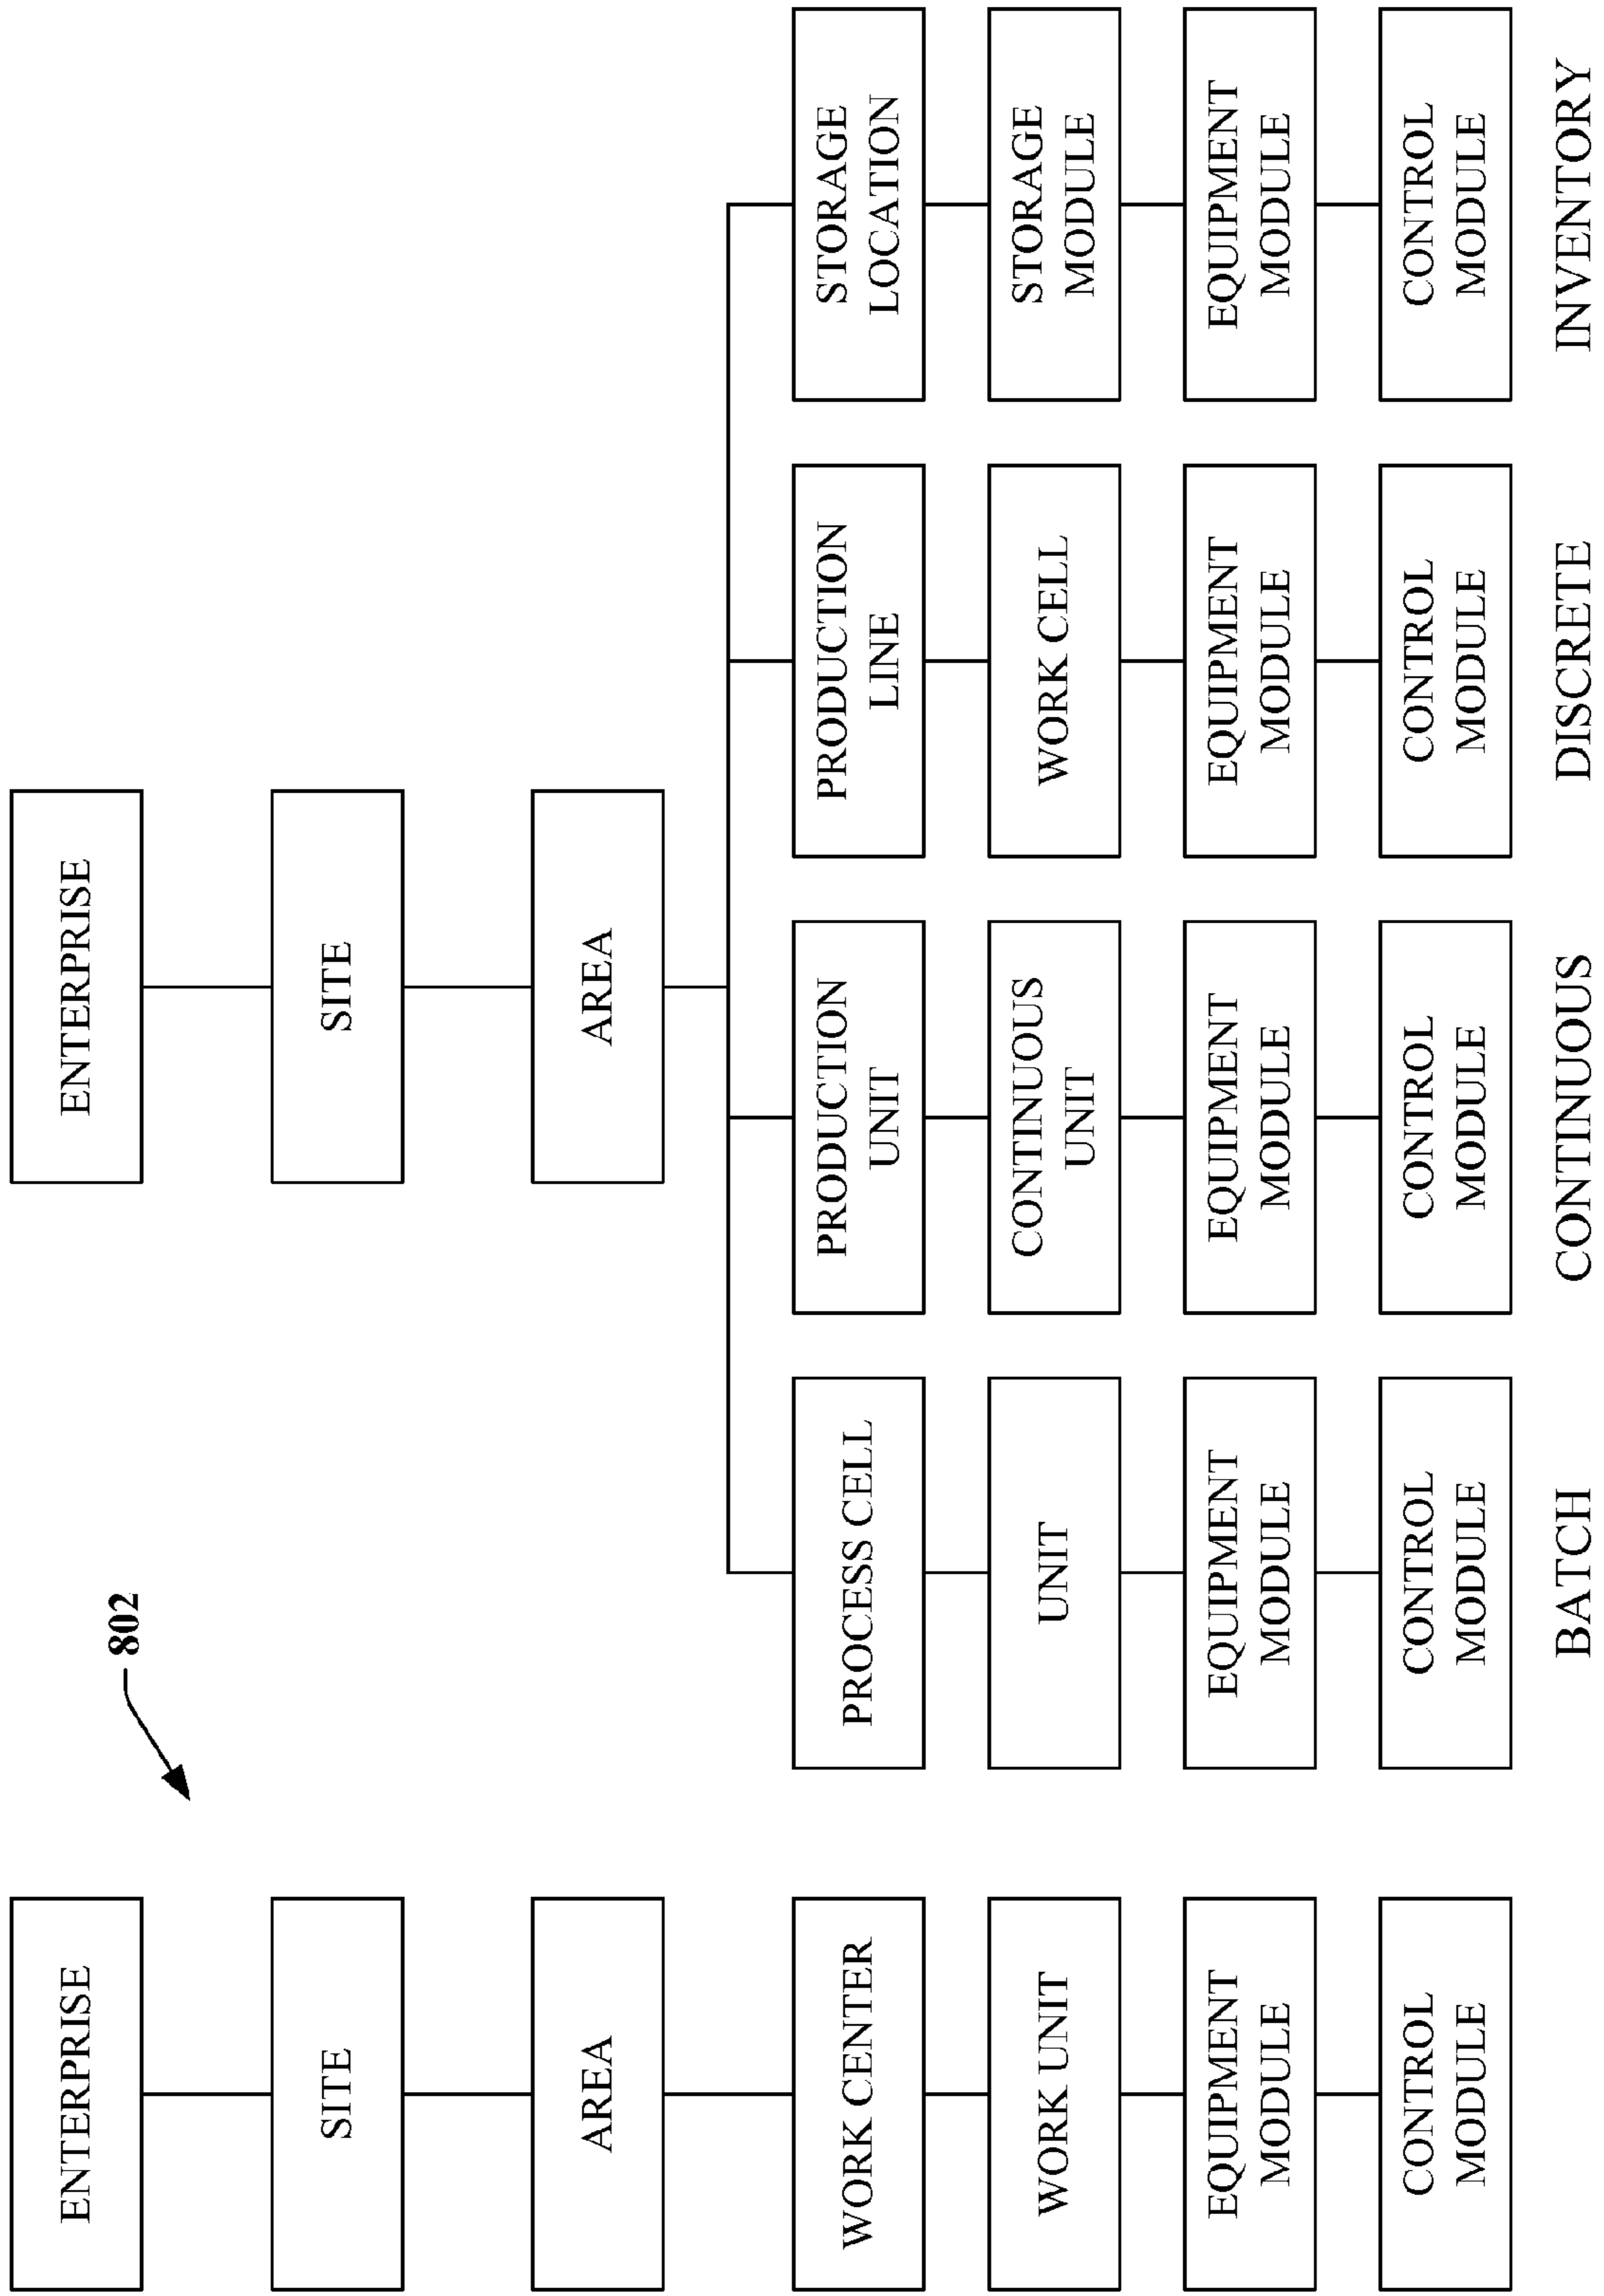 802
ENTERPRISE
ENTERPRISE
SITE
SITE
AREA
AREA
WORK CENTER
PROCESS CELL
PRODUCTION
UNIT
PRODUCTION
LINE
STORAGE
LOCATION
WORK UNIT
UNIT
CONTINUOUS
UNIT
WORK CELL
STORAGE
MODULE
EQUIPMENT
MODULE
EQUIPMENT
MODULE
EQUIPMENT
MODULE
EQUIPMENT
MODULE
EQUIPMENT
MODULE
CONTROL
MODULE
CONTROL
MODULE
CONTROL
MODULE
CONTROL
MODULE
CONTROL
MODULE
BATCH
CONTINUOUS
DISCRETE
INVENTORY